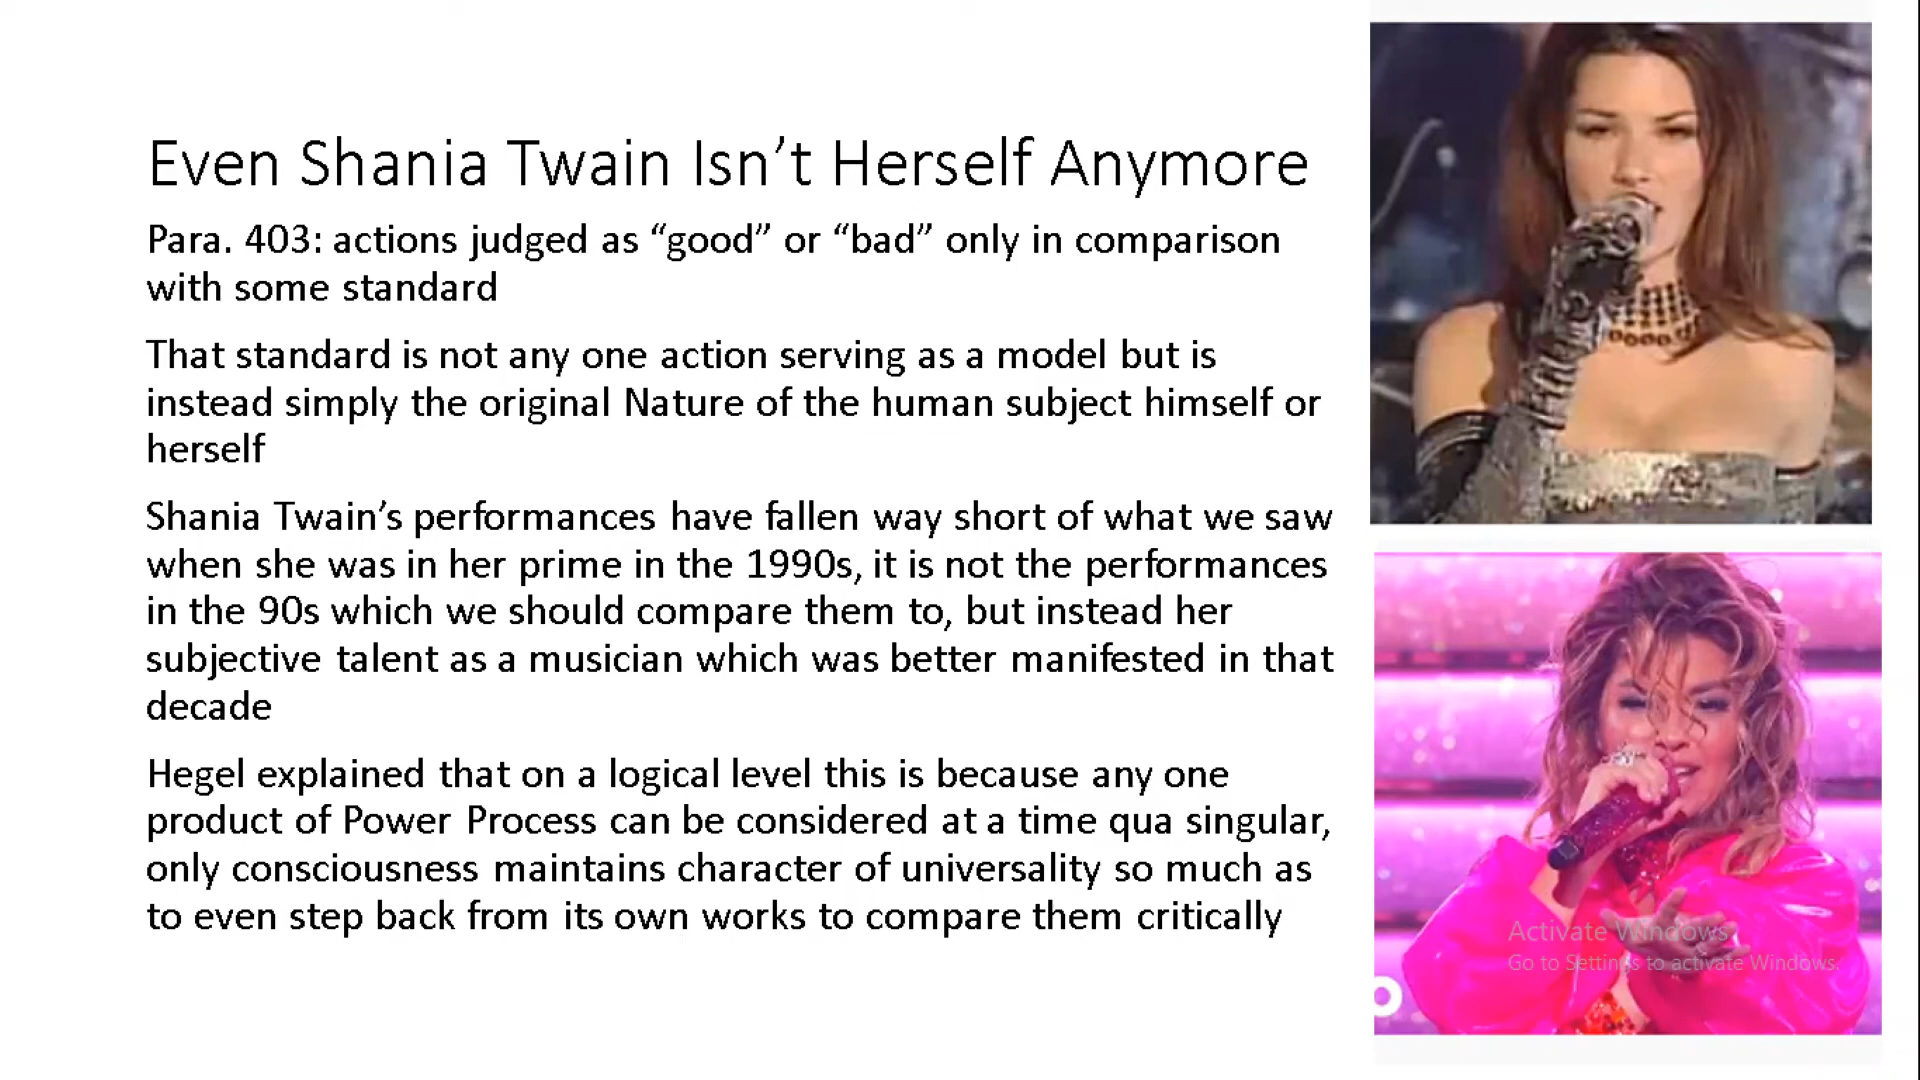 Even Shania Twain Isn’t Herself Anymore
Para. 403: actions judged as “good” or “bad” only in comparison
with some standard
That standard is not any one action serving as a model but is
instead simply the original Nature of the human subject himself or
herself
Shania Twain’s performances have fallen way short of what we saw
when she was in her prime in the 1990s, it is not the performances
in the 90s which we should compare them to, but instead her
subjective talent as a musician which was better manifested in that
decade
Hegel explained that on a logical level this is because any one
product of Power Process can be considered at a time qua singular,
only consciousness maintains character of universality so much as
to even step back from its own works to compare them critically
Activate Windows
Go to Settings to activate Windows.
o